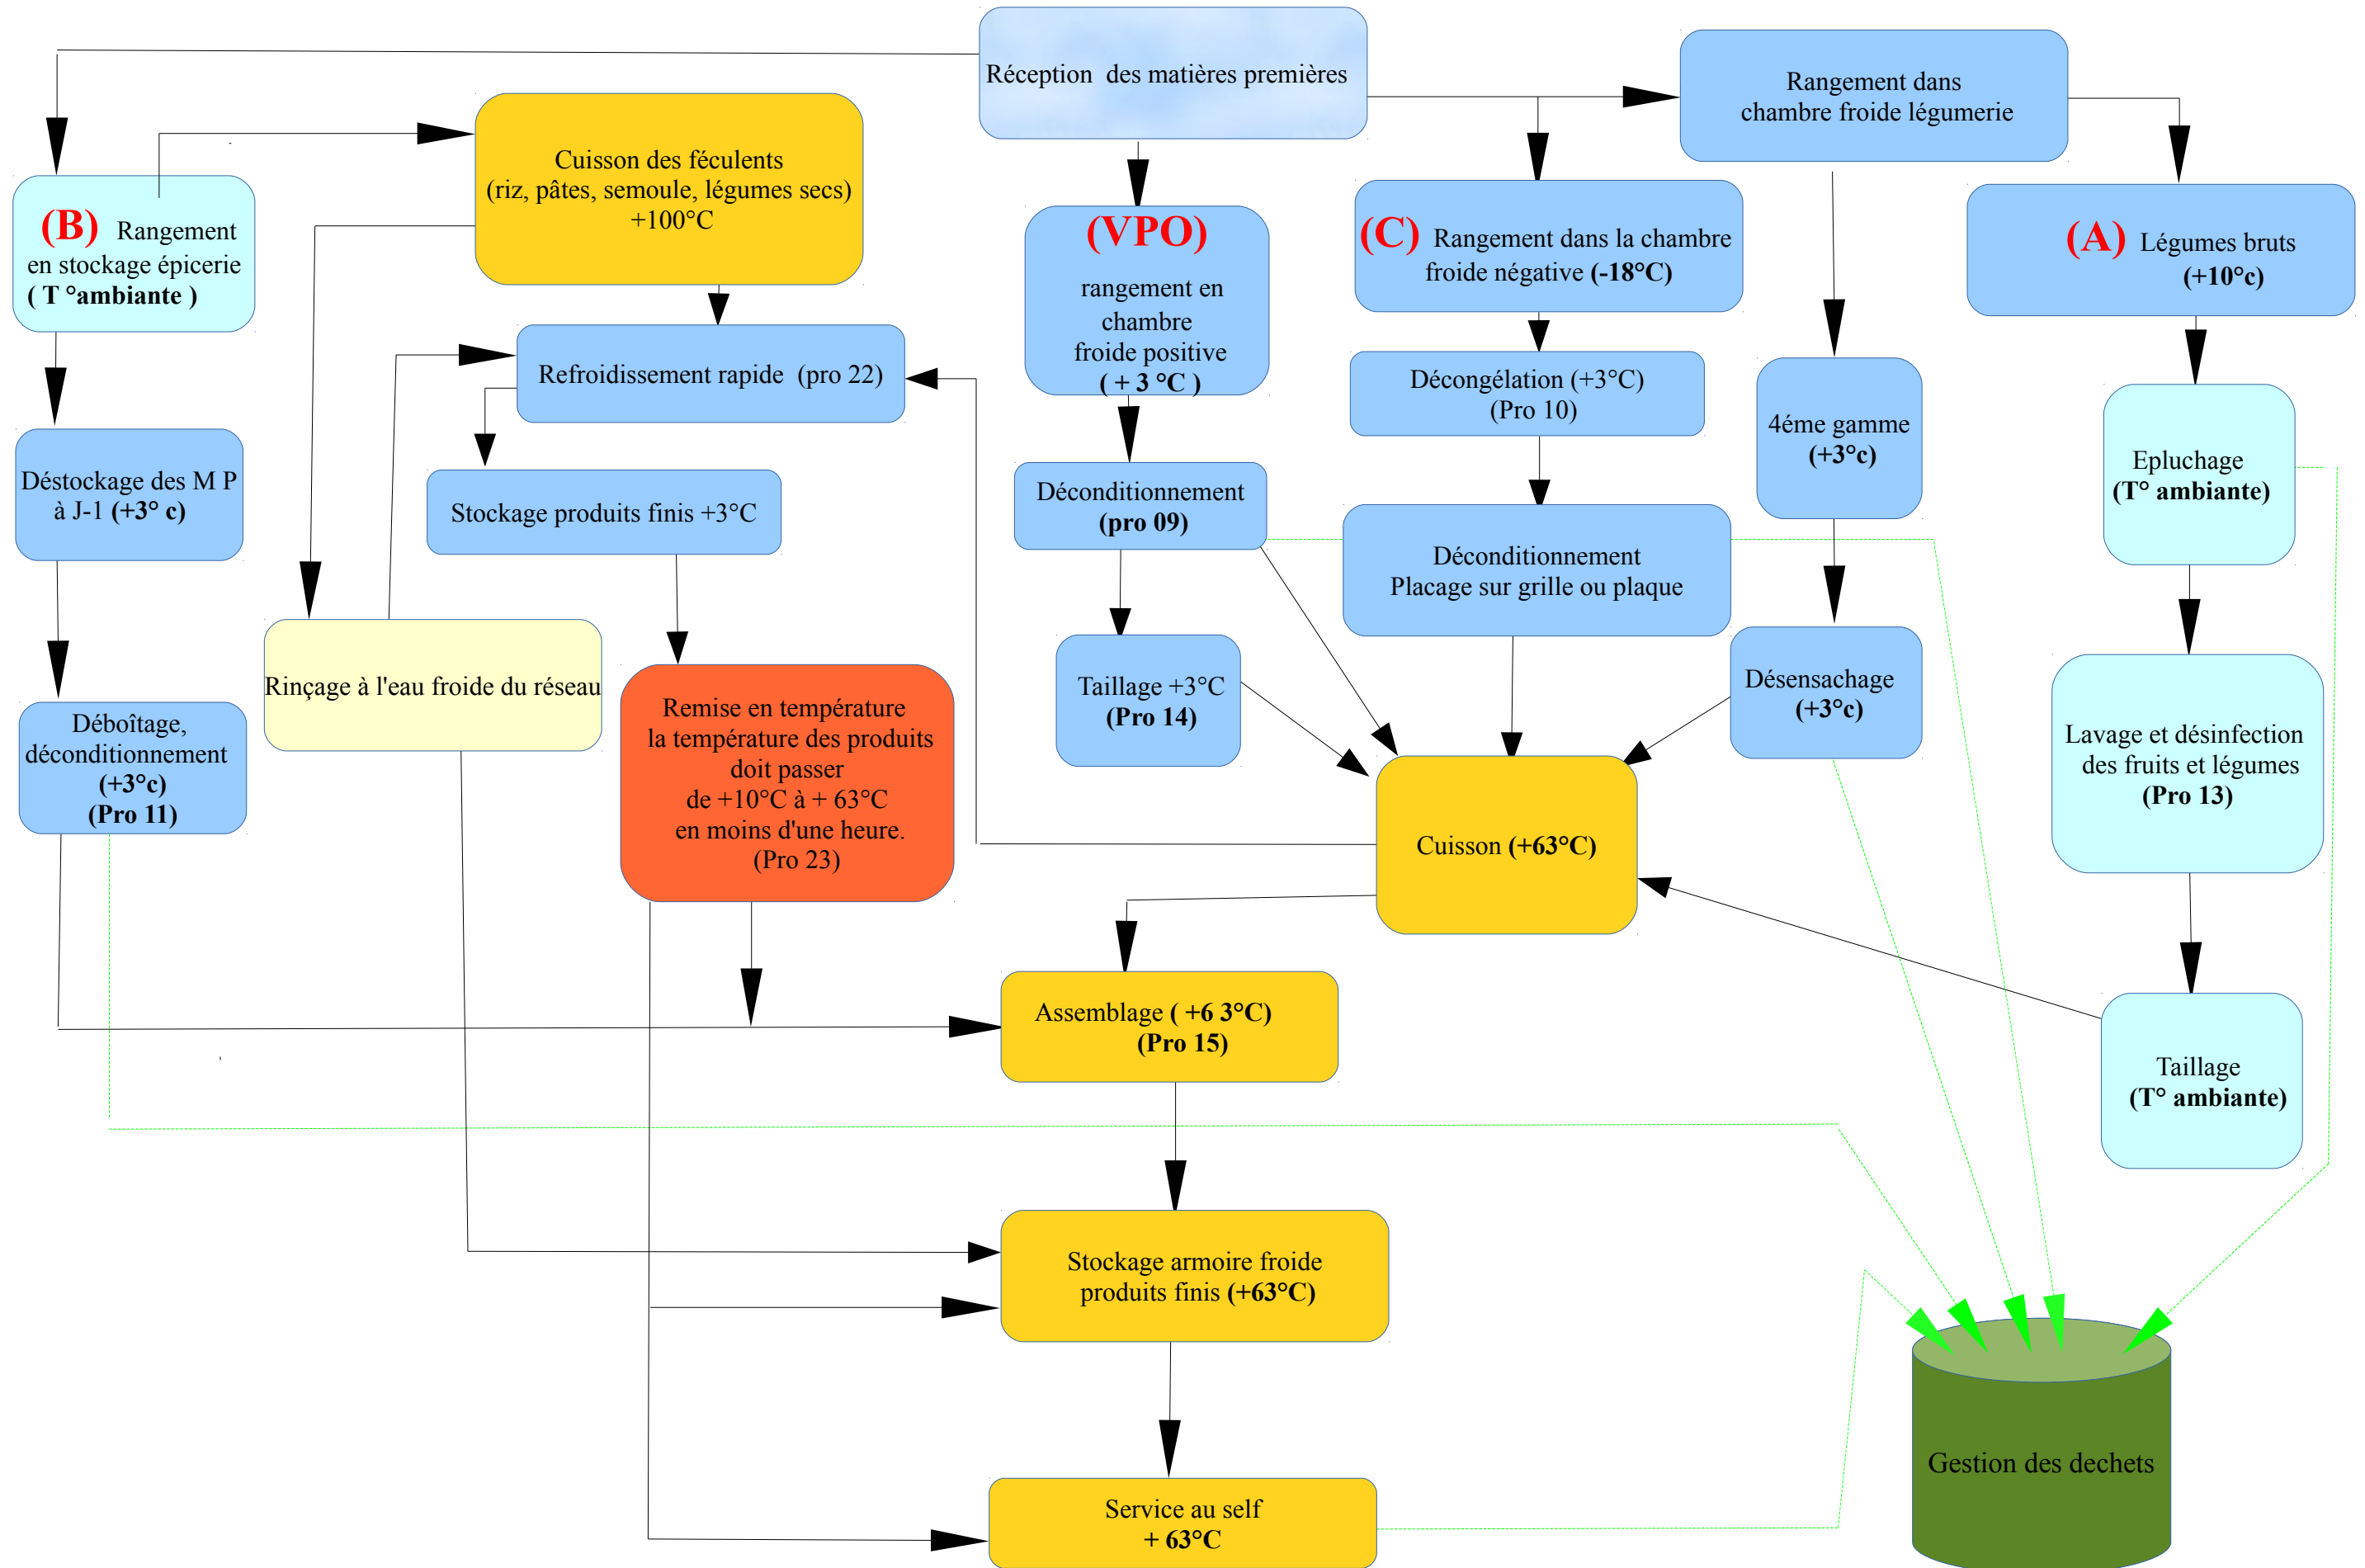 Réception des matières premières
Rangement dans
chambre froide légumerie
Cuisson des féculents
(riz, pâtes, semoule, légumes secs)
+100°C
(B) Rangement
en stockage épicerie
( T °ambiante )
(VPO)
rangement en
chambre
froide positive
( + 3 °C )
(C) Rangement dans la chambre
froide négative (-18°C)
(A) Légumes bruts
(+10°c)
Refroidissement rapide (pro 22)
Décongélation (+3°C)
(Pro 10)
4éme gamme
(+3°c)
Epluchage
(T° ambiante)
Déstockage des M P
à J-1 (+3° c)
Stockage produits finis +3°C
Déconditionnement
(pro 09)
Déconditionnement
Placage sur grille ou plaque
Rinçage à l'eau froide du réseau
Remise en température
la température des produits
doit passer
de +10°C à + 63°C
en moins d'une heure.
(Pro 23)
Taillage +3°C
(Pro 14)
Désensachage
(+3°c)
Lavage et désinfection
des fruits et légumes
(Pro 13)
Déboîtage,
déconditionnement
(+3°c)
(Pro 11)
Cuisson (+63°C)
Assemblage ( +6 3°C)
(Pro 15)
Taillage
(T° ambiante)
Stockage armoire froide
produits finis (+63°C)
Gestion des dechets
Service au self
+ 63°C